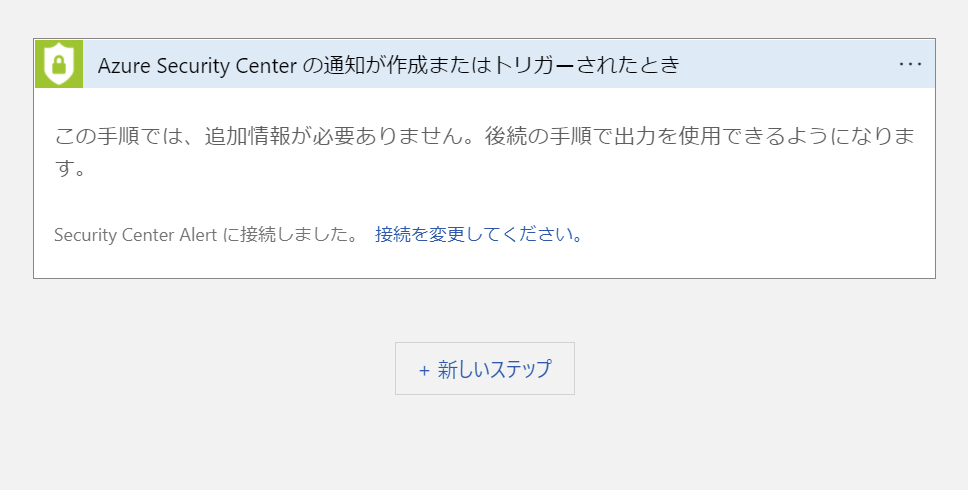 Azure Security Center の通知が作成またはトリガーされたとき ...
この手順では、追加情報が必要ありません。後続の手順で出力を使用できるようになりま
す。
Security Center Alert に接続しました。 接続を変更してください。
+ 新しいステップ